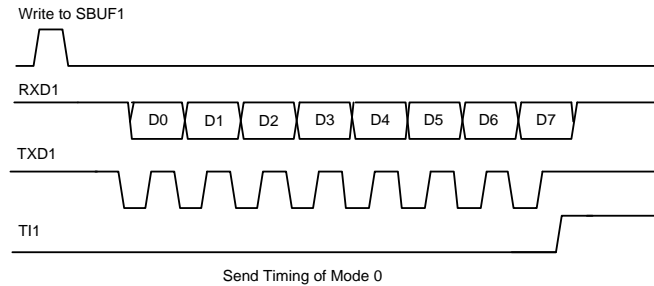 Write to SBUF1
RXD1
D0 D1 D2 D3 D4 D5 D6 D7
TXD1
TI1
Send Timing of Mode 0